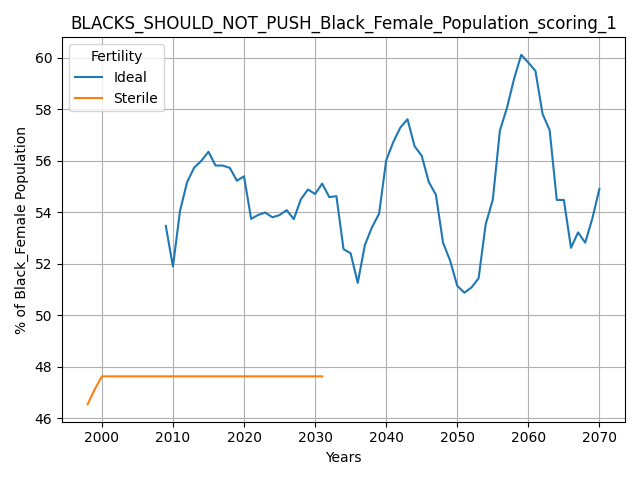 BLACKS_SHOULD_NOT_PUSH_Black_Female_Population_scoring_1
Fertility
Ideal
Sterile
% of Black_Female Population
60
58
56
54
52
50
48
46
2000 2010 2020 2030 2040 2050 2060 2070
Years